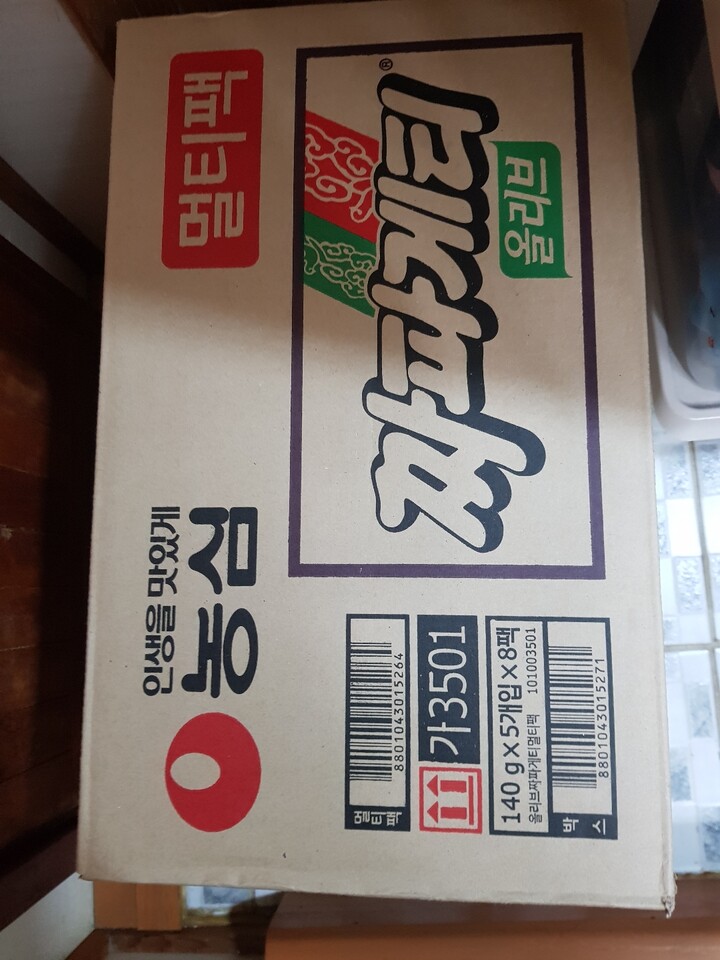 인생을 맛있게
농심
멀티팩
짜파게티®
올리브
멀티팩
8801043015264
가3501
140 g×5개입×8팩
올리브짜파게티멀티팩 101003501
박스
8801043015271